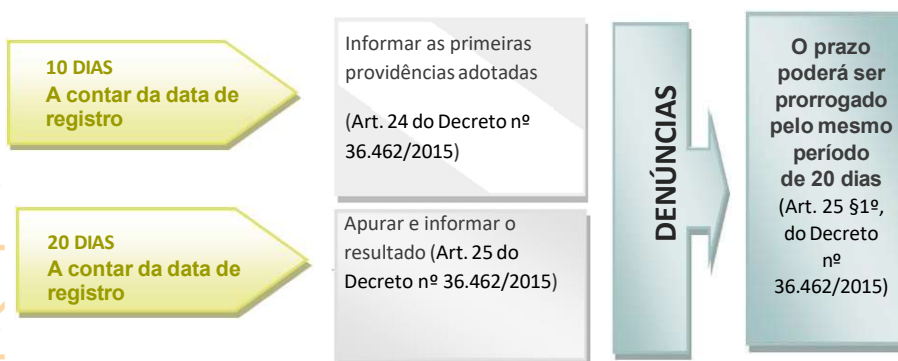 10 DIAS
A contar da data de
registro
Informar as primeiras
providências adotadas
(Art. 24 do Decreto nº
36.462/2015)
20 DIAS
A contar da data de
registro
Apurar e informar o
resultado (Art. 25 do
Decreto nº 36.462/2015)
DENÚNCIAS
O prazo
poderá ser
prorrogado
pelo mesmo
período
de 20 dias
(Art. 25 §1º,
do Decreto
nº
36.462/2015)